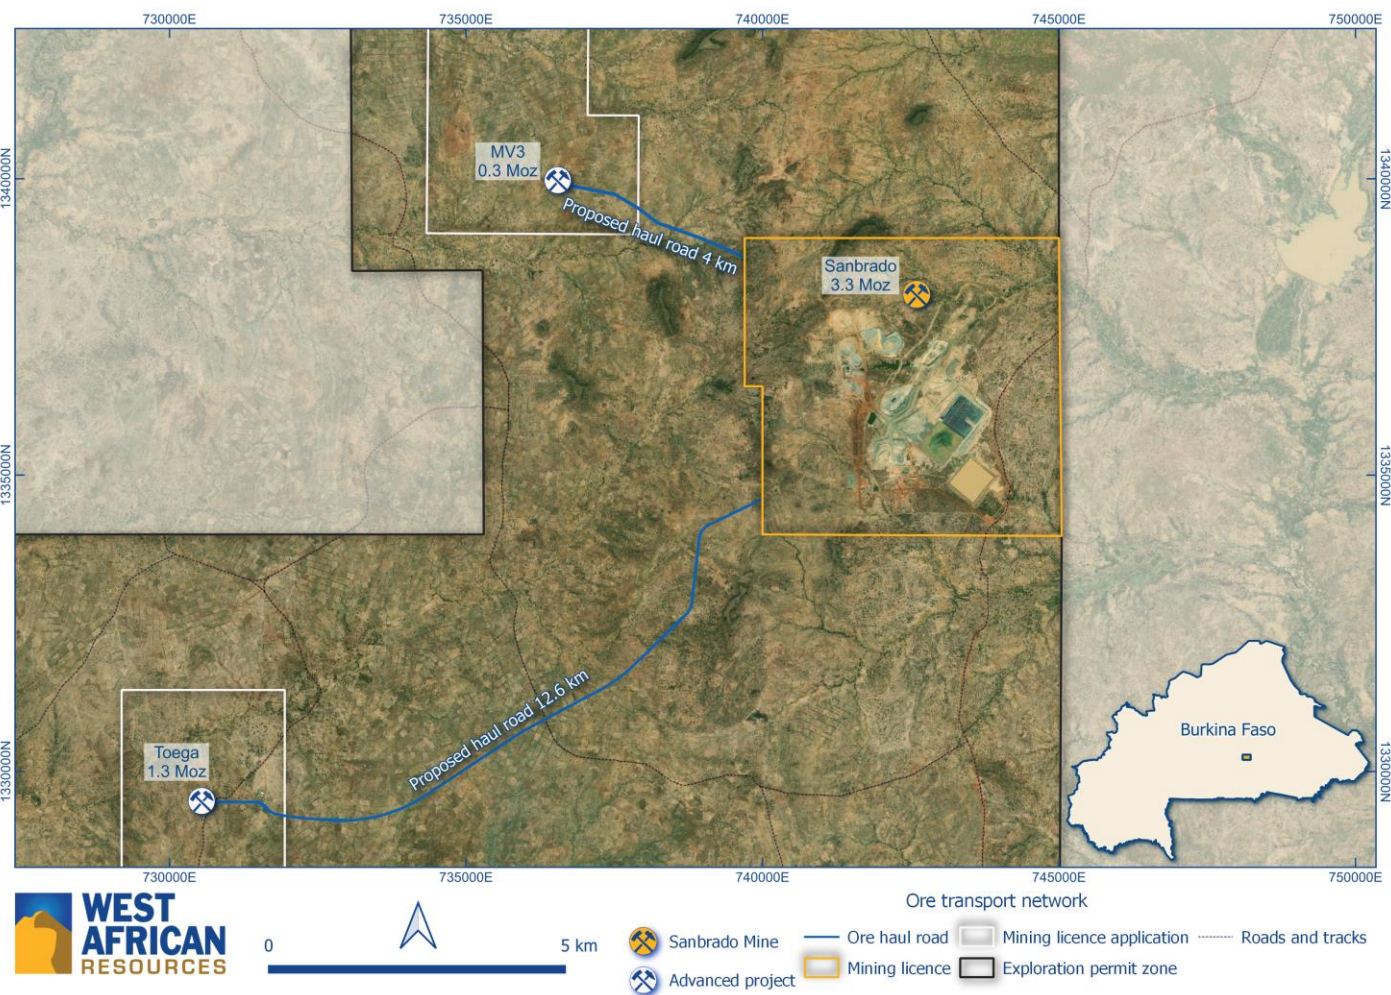 730000E
735000E
740000E
745000E
750000E
1340000N
1340000N
MV3
0.3 Moz
Proposed haul road 4 km
Sanbrado
3.3 Moz
1335000N
1335000N
Proposed haul road 12.6 km
Burkina Faso
Toega
1.3 Moz
1330000N
1330000N
730000E
735000E
740000E
745000E
750000E
WEST
AFRICAN
RESOURCES
0
5 km
Ore transport network
Sanbrado Mine
Ore haul road
Mining licence application
Roads and tracks
Advanced project
Mining licence
Exploration permit zone